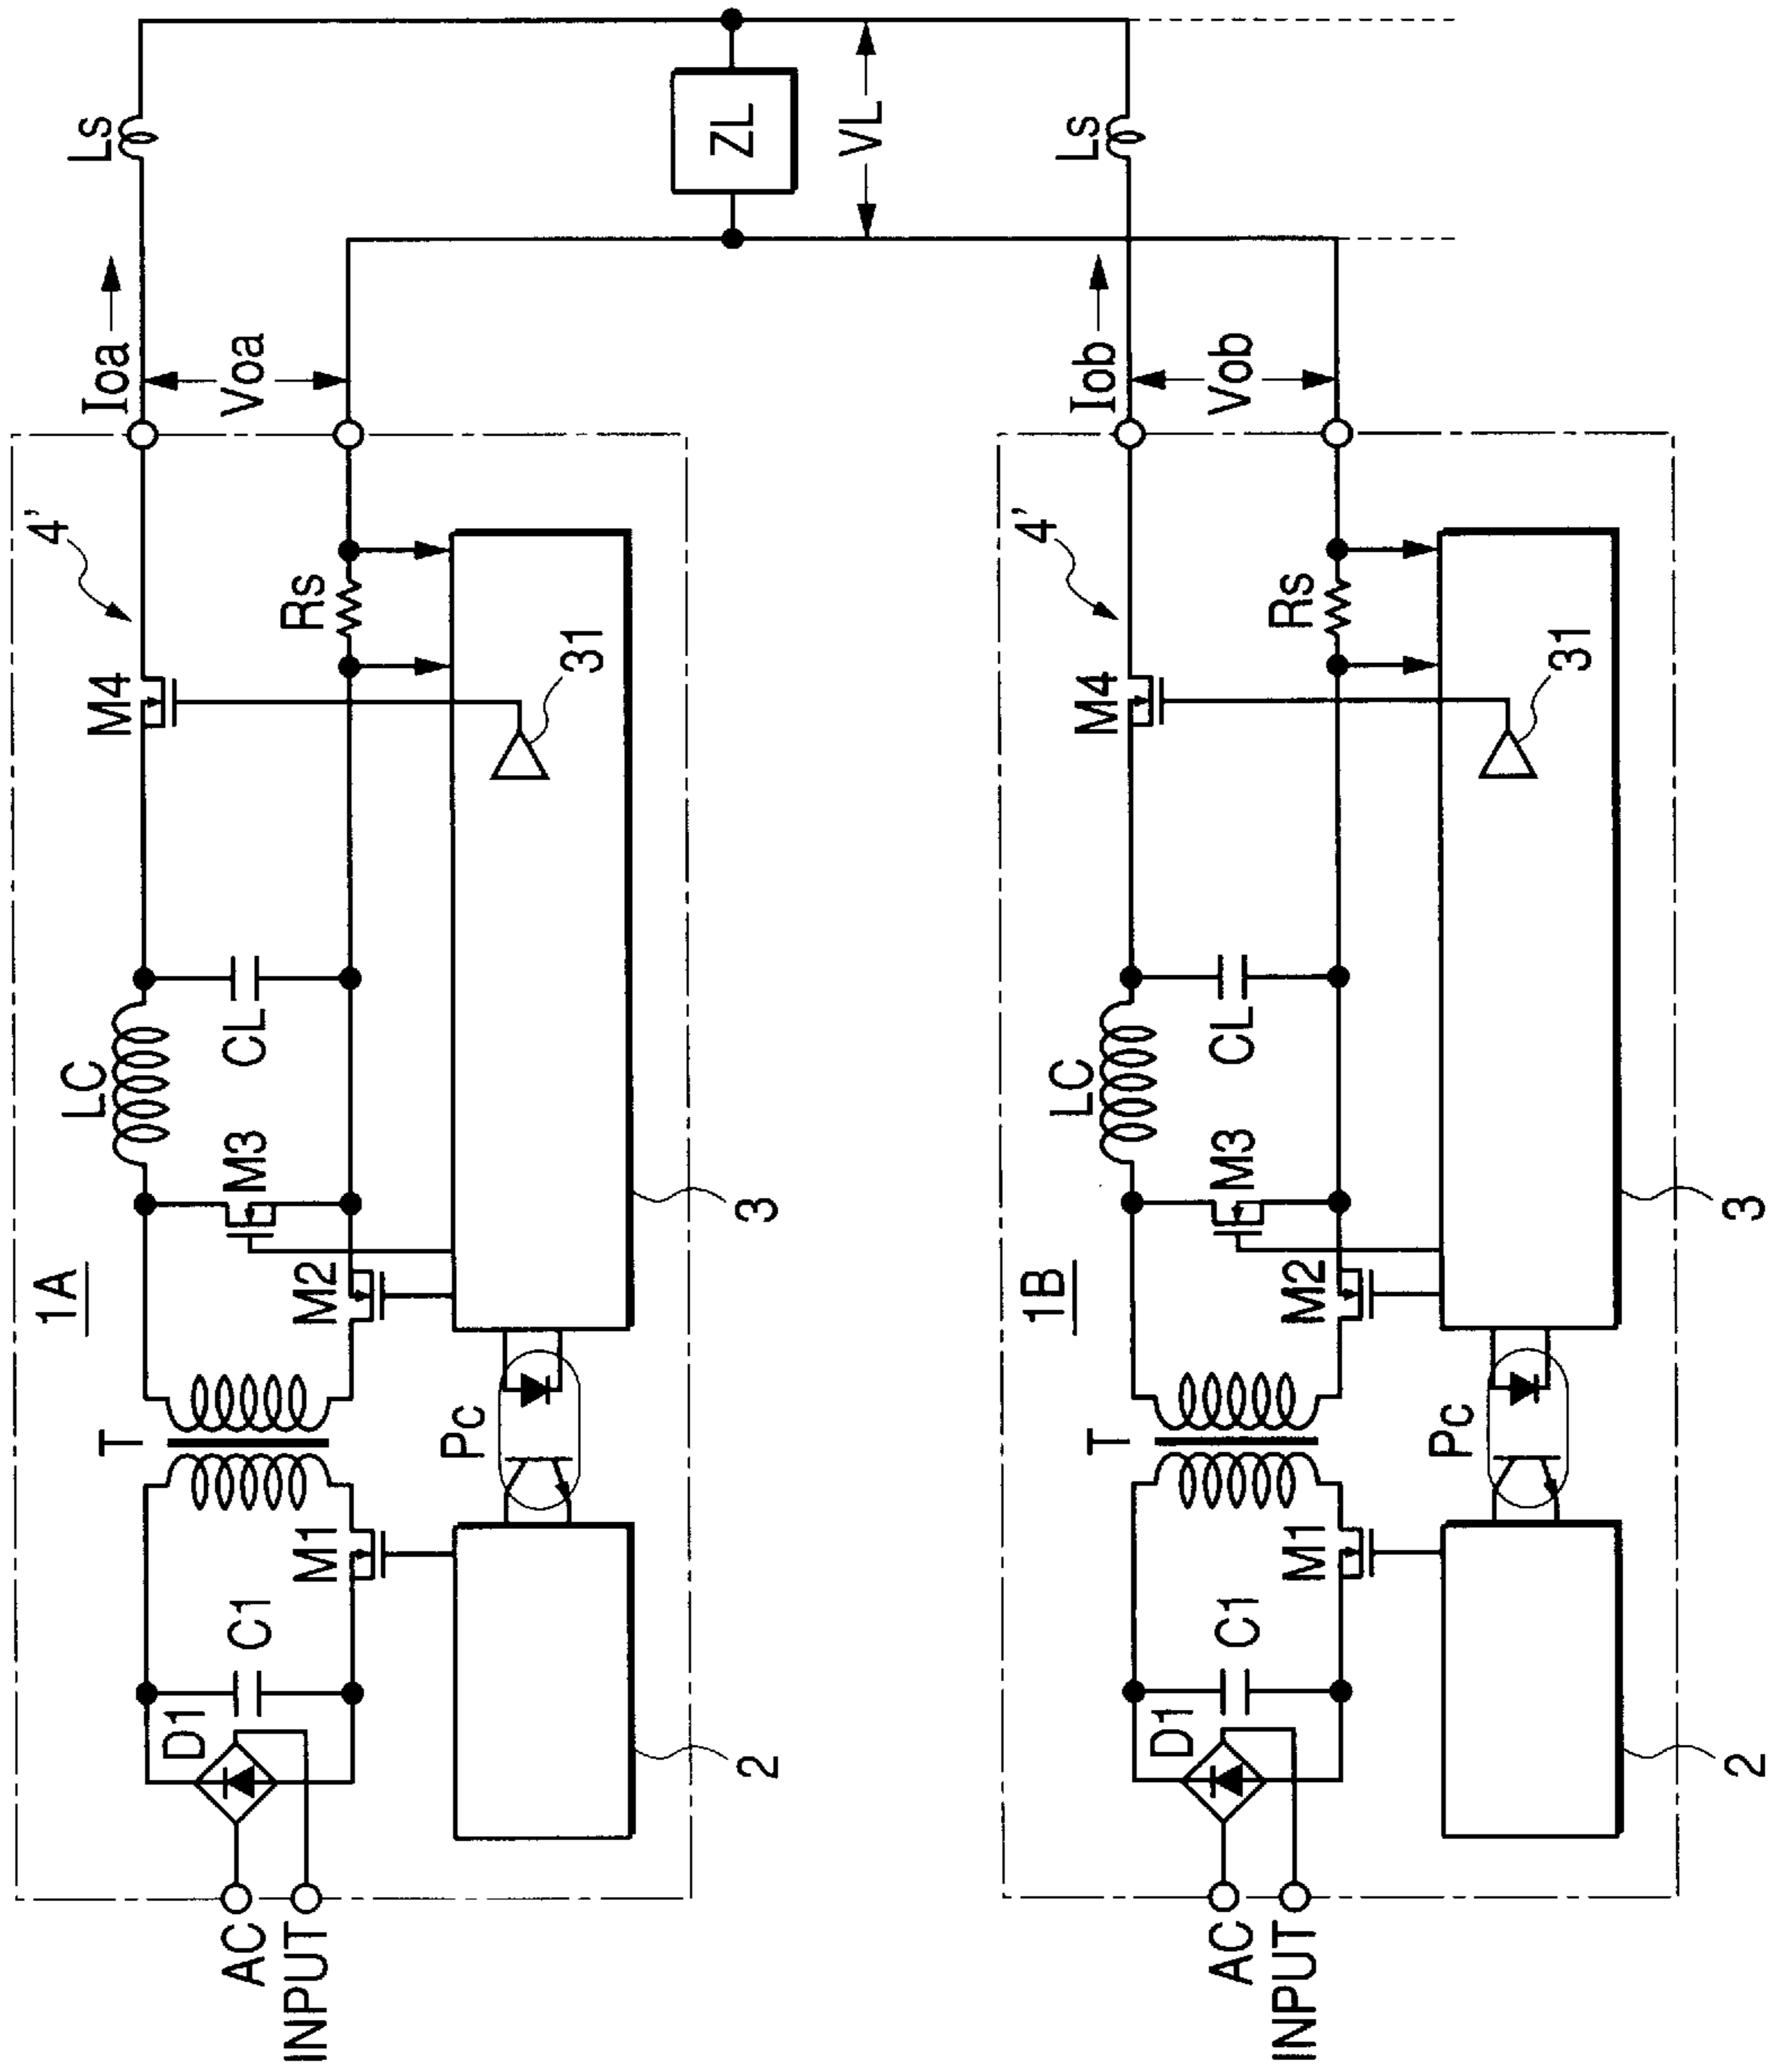 1A
AC
INPUT
D1
C1
M1
T
M2
M3
LC
CL
M4
4'
Rs
31
Pc
2
3
Ioa
Voa
Ls
ZL
VL
1B
AC
INPUT
D1
C1
M1
T
M2
M3
LC
CL
M4
4'
Rs
31
Pc
2
3
Iob
Vob
Ls